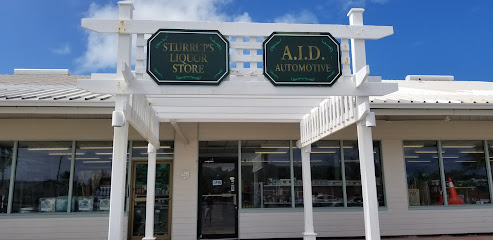 STURRUP'S
LIQUOR
STORE
A.I.D.
AUTOMOTIVE